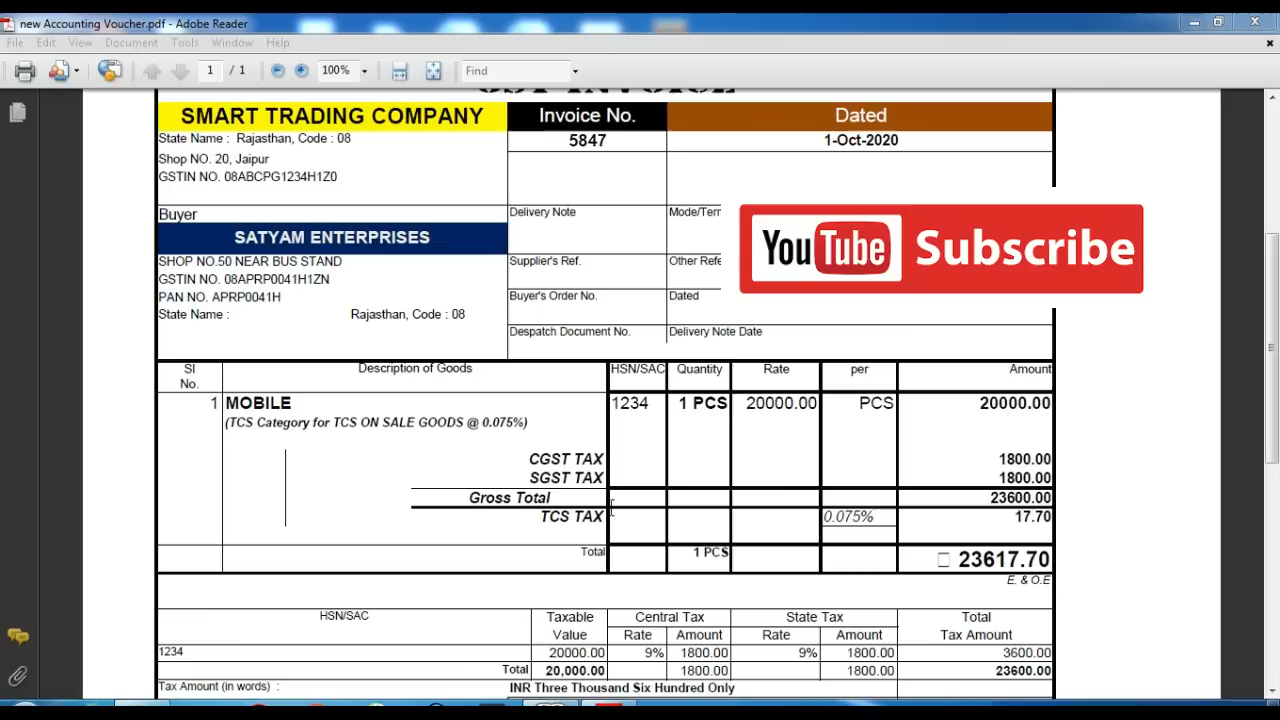 new Accounting Voucher.pdf - Adobe Reader
File Edit View Document Tools Window Help
1 / 1 100% Find
GST INVOICE
SMART TRADING COMPANY Invoice No. Dated
State Name : Rajasthan, Code : 08 5847 1-Oct-2020
Shop NO. 20, Jaipur
GSTIN NO. 08ABCPG1234H1Z0
Buyer Delivery Note Mode/Terr
SATYAM ENTERPRISES
YouTube Subscribe
SHOP NO.50 NEAR BUS STAND Supplier's Ref. Other Refe
GSTIN NO. 08APRP0041H1ZN
PAN NO. APRP0041H Buyer's Order No. Dated
State Name : Rajasthan, Code : 08
Despatch Document No. Delivery Note Date
Sl Description of Goods HSN/SAC Quantity Rate per Amount
No.
1 MOBILE 1234 1 PCS 20000.00 PCS 20000.00
(TCS Category for TCS ON SALE GOODS @ 0.075%)
CGST TAX 1800.00
SGST TAX 1800.00
Gross Total 23600.00
TCS TAX 0.075% 17.70
Total 1 PCS 23617.70
E. & O.E
HSN/SAC Taxable Central Tax State Tax Total
Value Rate Amount Rate Amount Tax Amount
1234 20000.00 9% 1800.00 9% 1800.00 3600.00
Total 20,000.00 1800.00 1800.00 23600.00
Tax Amount (in words) : INR Three Thousand Six Hundred Only